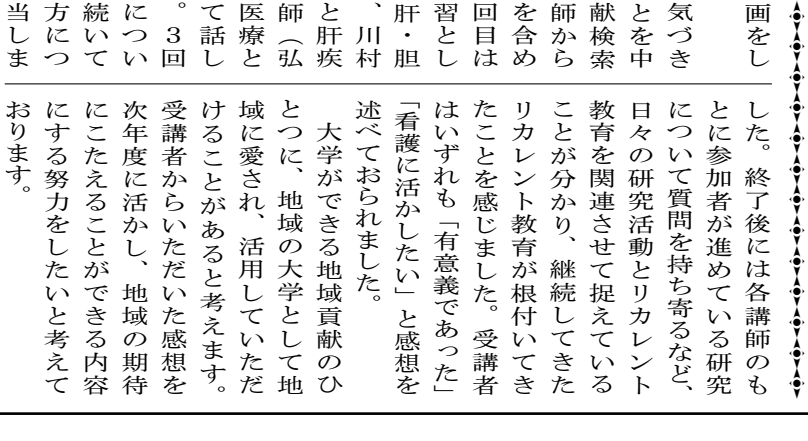 画をし
気づき
とを中
献検索
師から
を含め
回目は
習とし
肝・胆
、川村
と肝疾
師（弘
医療と
て話し
。３回
につい
続いて
方につ
当しま
した。終了後には各講師のも
とに参加者が進めている研究
について質問を持ち寄るなど、
日々の研究活動とリカレント
教育を関連させて捉えている
ことが分かり、継続してきた
リカレント教育が根付いてき
たことを感じました。受講者
はいずれも「有意義であった」
「看護に活かしたい」と感想を
述べておられました。
　大学ができる地域貢献のひ
とつに、地域の大学として地
域に愛され、活用していただ
けることがあると考えます。
受講者からいただいた感想を
次年度に活かし、地域の期待
にこたえることができる内容
にする努力をしたいと考えて
おります。